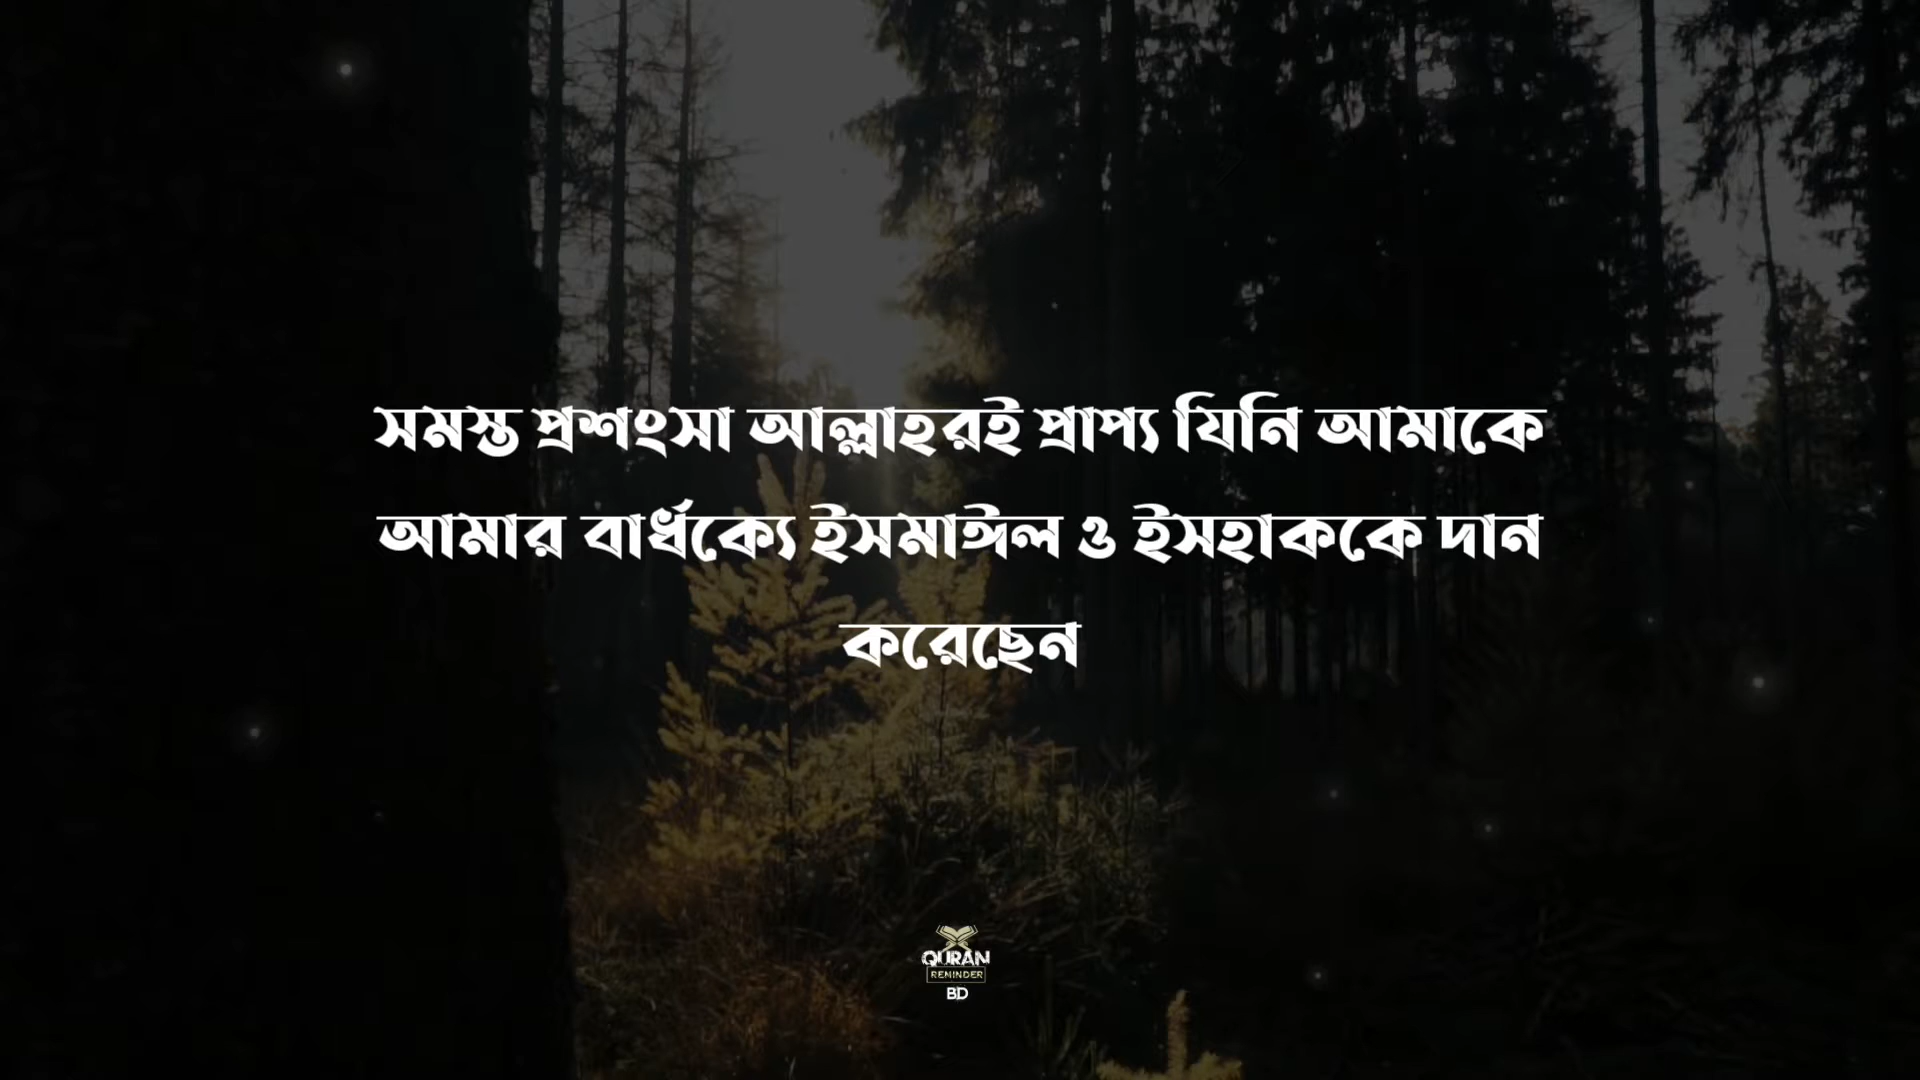 সমস্ত প্রশংসা আল্লাহরই প্রাপ্য যিনি আমাকে
আমার বার্ধক্যে ইসমাঈল ও ইসহাককে দান
করেছেন
QURAN
REMINDER
BD